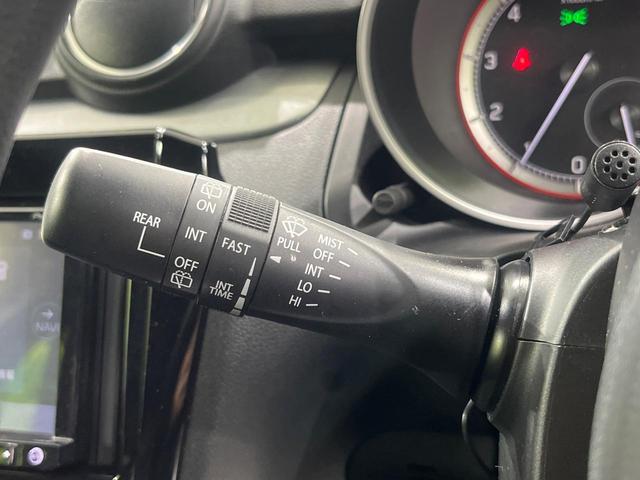 4
3
2
1
0
REAR
ON
INT
OFF
FAST
INT
TIME
PULL
MIST
OFF
INT
LO
HI
NAVI